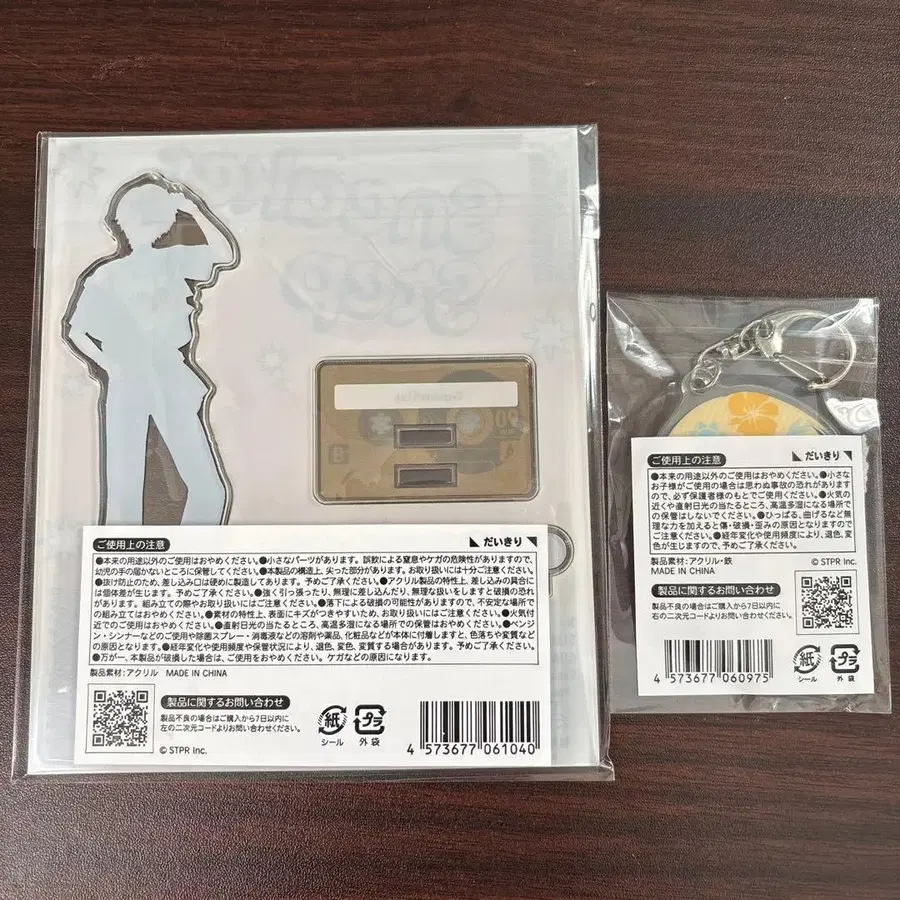 Smoothie
Shop
Summertime
90
B
ご使用上の注意
だいきり
●本来の用途以外のご使用はおやめください。●小さなパーツがあります。誤飲による窒息やケガの危険性がありますので、
幼児の手の届かないところに保管してください。●本製品の構造上、尖った部分があります。お取り扱いには十分ご注意ください。
●抜け防止のため、差し込み口は硬めに製造してあります。予めご了承ください。●アクリル製品の特性上、差し込みの具合に
は個体差が生じます。予めご了承ください。●強く引っ張ったり、無理に差し込んだり、無理な扱いをしますと破損の恐れ
があります。組み立ての際やお取り扱いにはご注意ください。●落下による破損の可能性がありますので、不安定な場所で
の組み立てはおやめください。●素材の特性上、表面にキズがつきやすいため、お取り扱いにはご注意ください。●火気付
近でのご使用はおやめください。●直射日光の当たるところ、高温多湿になる場所での保管はおやめください。●ベンジ
ン・シンナーなどのご使用や除菌スプレー・消毒液などの溶剤や薬品、化粧品などが本体に付着しますと、色落ちや変質など
の原因となります。●経年変化や使用頻度や保管状況により、退色、変色、変質する場合があります。予めご了承ください。
●万が一、本製品が破損した場合は、ご使用をおやめください。ケガなどの原因になります。
製品素材：アクリル MADE IN CHINA
製品に関するお問い合わせ
製品不良の場合はご購入から7日以内に
左の二次元コードよりお問い合わせください。
© STPR Inc.
紙
シール
プラ
外袋
4 573677 061040
ご使用上の注意
だいきり
●本来の用途以外のご使用はおやめください。●小さな
お子様がご使用の場合は思わぬ事故の恐れがあります
ので、必ず保護者様のもとでご使用ください。●火気の
近くや直射日光の当たるところ、高温多湿になる場所で
の保管はしないでください。●ひっぱる、曲げるなど無
理な力を加えると傷・破損・歪みの原因となりますので
ご注意ください。●経年変化や使用頻度により、退色、変
色が生じますので、予めご了承ください。
製品素材：アクリル・鉄
MADE IN CHINA
© STPR Inc.
製品に関するお問い合わせ
製品不良の場合はご購入から7日以内に
右の二次元コードよりお問い合わせください。
4 573677 060975
紙
シール
プラ
外袋